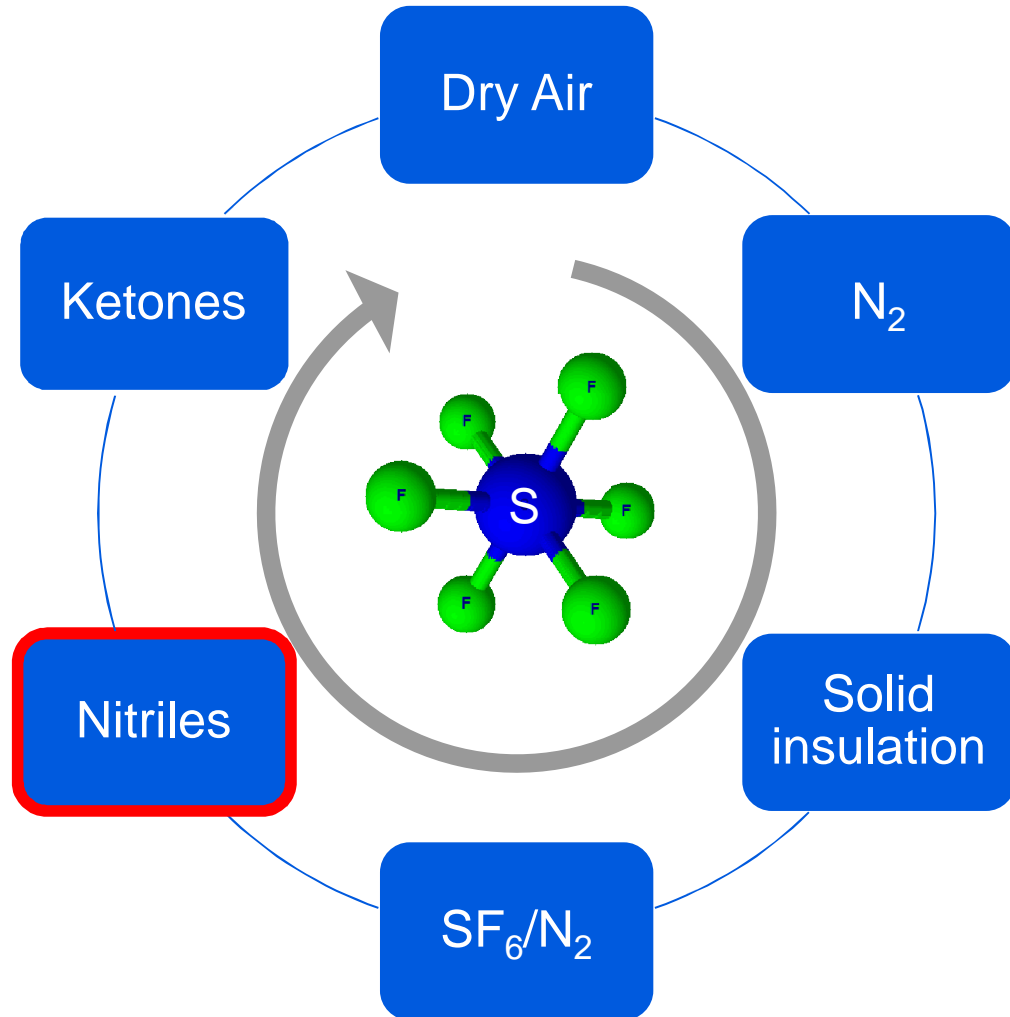 Dry Air
Ketones
N₂
F
F
F
S
F
F
F
Nitriles
Solid
insulation
SF₆/N₂